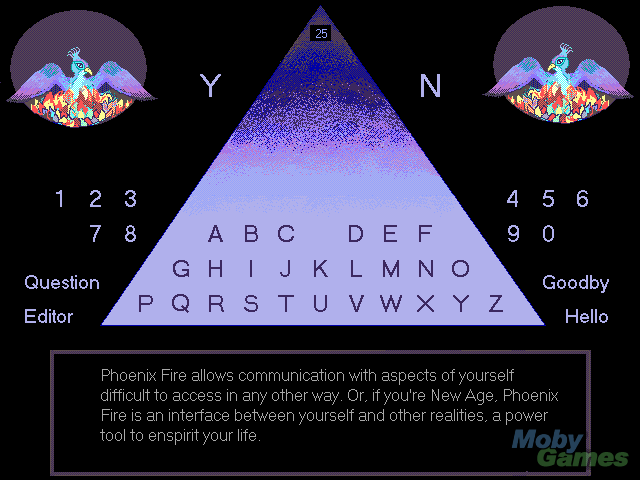 25
Y N
1 2 3
4 5 6
7 8
A B C D E F
9 0
G H I J K L M N O
Question
Goodby
P Q R S T U V W X Y Z
Editor
Hello
Phoenix Fire allows communication with aspects of yourself
difficult to access in any other way. Or, if you're New Age, Phoenix
Fire is an interface between yourself and other realities, a power
tool to enspirit your life.
Moby
Games